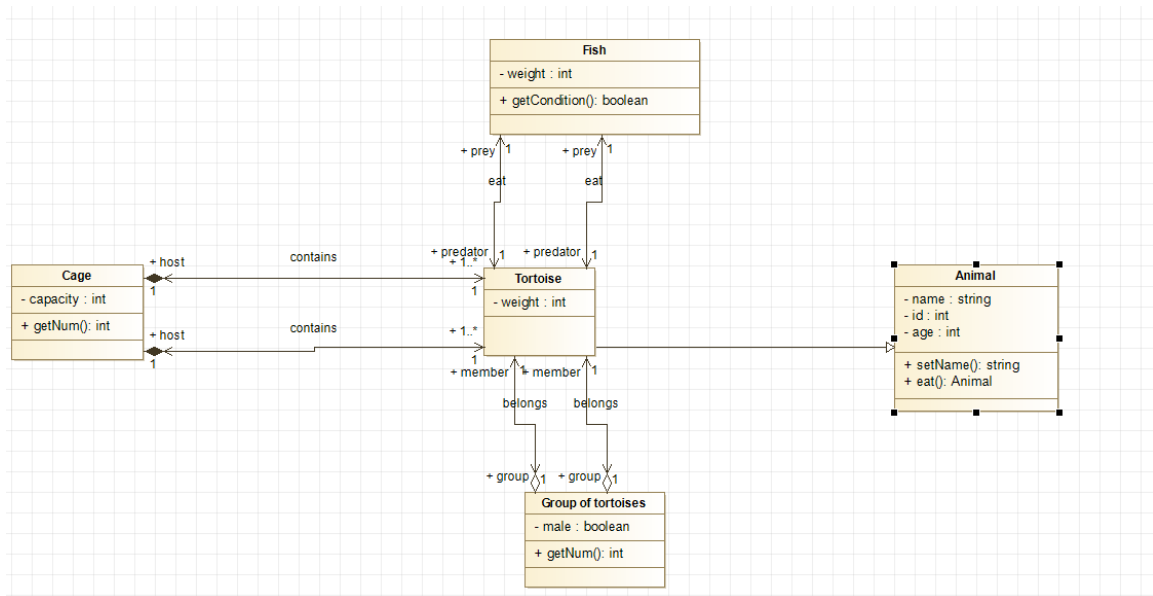 Fish
- weight : int
+ getCondition(): boolean
+ prey 1
+ prey 1
eat
eat
+ predator 1
+ predator 1
Cage
- capacity : int
+ getNum(): int
+ host
1
contains
+ 1..*
1
+ host
1
contains
+ 1..*
1
Tortoise
- weight : int
Animal
- name : string
- id : int
- age : int
+ setName(): string
+ eat(): Animal
+ member 1
+ member 1
belongs
belongs
+ group 1
+ group 1
Group of tortoises
- male : boolean
+ getNum(): int